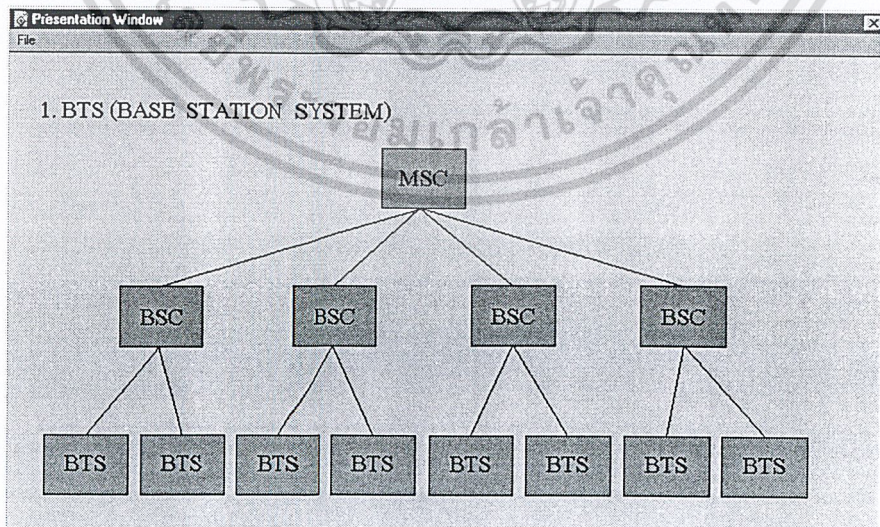 Presentation Window
File
1. BTS (BASE STATION SYSTEM)
MSC
BSC BSC BSC BSC
BTS BTS BTS BTS BTS BTS BTS BTS